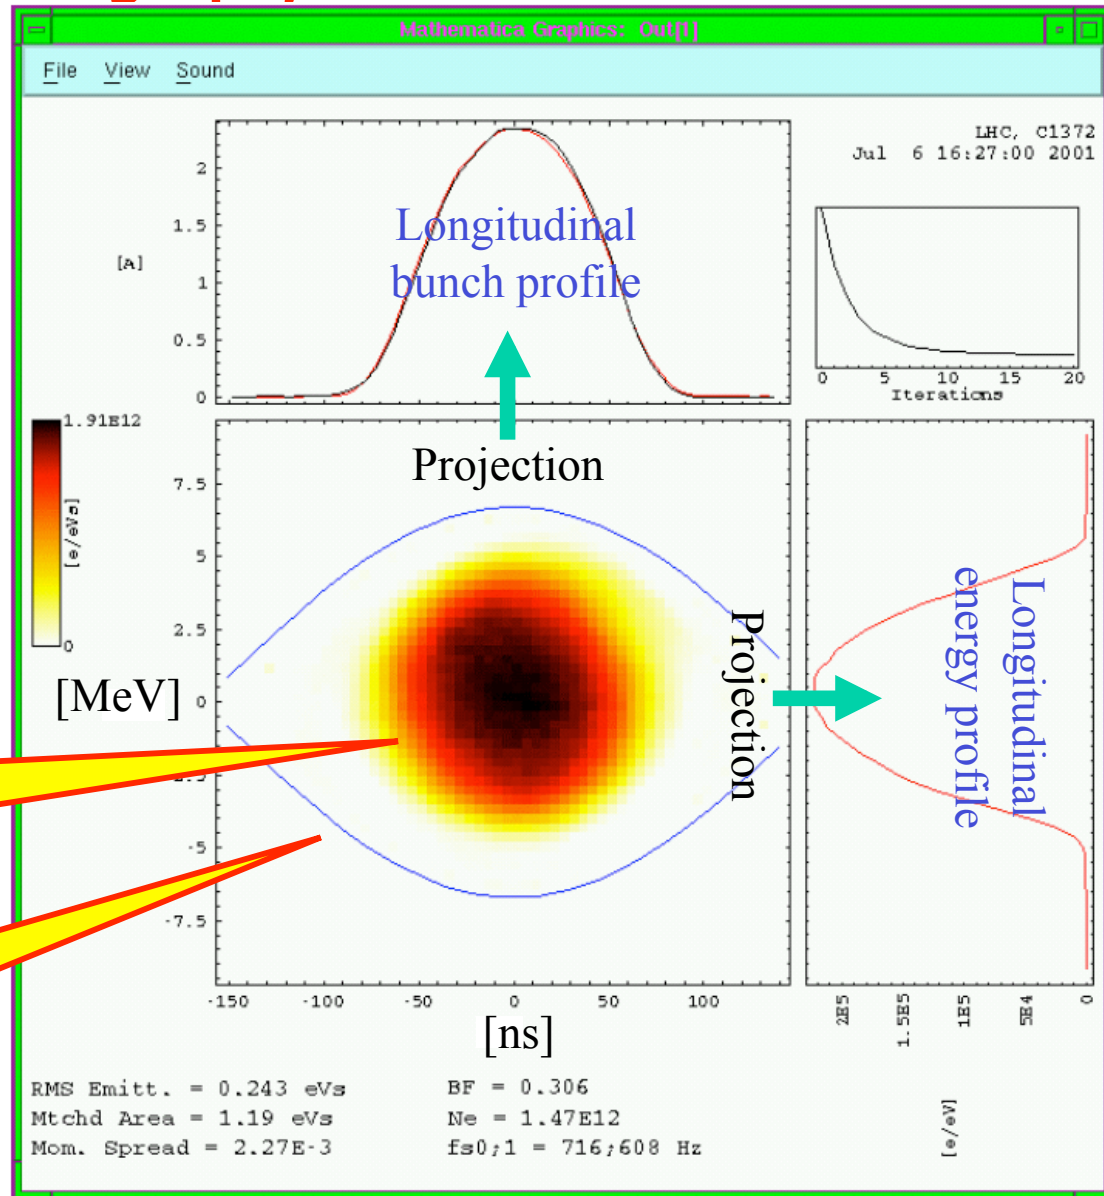 Mathematica Graphics: Out[1]
File View Sound
LHC, C1372
Jul 6 16:27:00 2001
2
1.5
1
0.5
0
[A]
Longitudinal
bunch profile
0 5 10 15 20
Iterations
1.91E12
[e/eVs]
0
Projection
7.5
5
2.5
0
-5
-7.5
[MeV]
Projection
Longitudinal
energy profile
-150 -100 -50 0 50 100
[ns]
2E5
1.5E5
1E5
5E4
0
[e/eV]
RMS Emitt. = 0.243 eVs
BF = 0.306
Mtchd Area = 1.19 eVs
Ne = 1.47E12
Mom. Spread = 2.27E-3
fs0;1 = 716;608 Hz